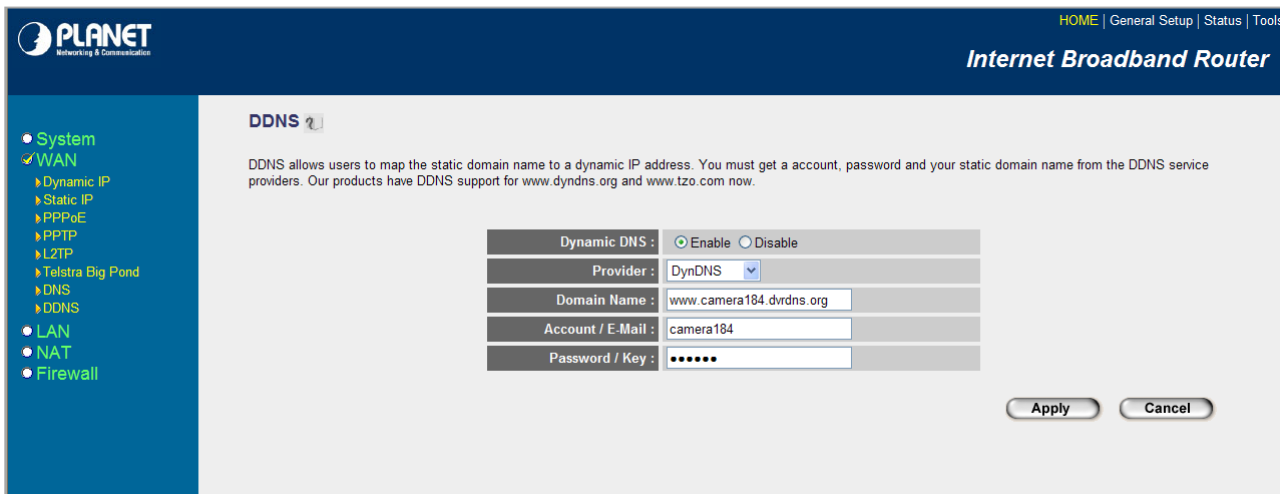 PLANET
Networking & Communication
HOME | General Setup | Status | Tools
Internet Broadband Router
System
WAN
Dynamic IP
Static IP
PPPoE
PPTP
L2TP
Telstra Big Pond
DNS
DDNS
LAN
NAT
Firewall
DDNS
DDNS allows users to map the static domain name to a dynamic IP address. You must get a account, password and your static domain name from the DDNS service
providers. Our products have DDNS support for www.dyndns.org and www.tzo.com now.
Dynamic DNS : Enable Disable
Provider : DynDNS
Domain Name : www.camera184.dvrdns.org
Account / E-Mail : camera184
Password / Key : ●●●●●●
Apply Cancel